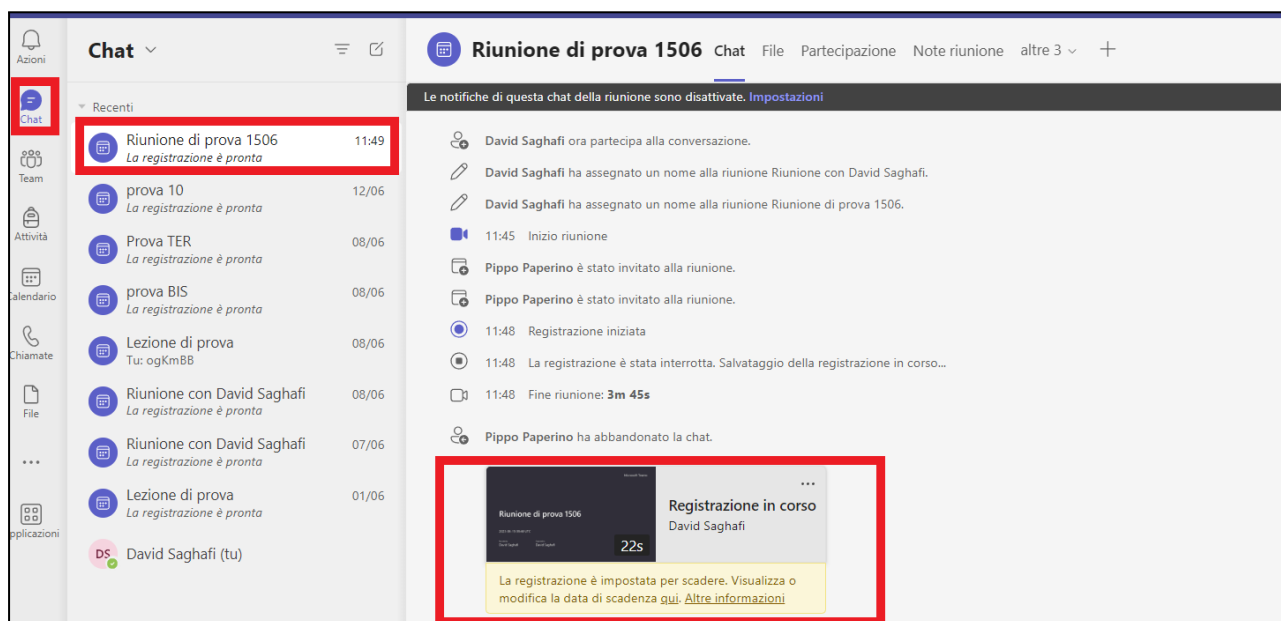 Azioni
Chat
Team
Attività
Calendario
Chiamate
File
pplicazioni
Chat
Recenti
Riunione di prova 1506 11:49
La registrazione è pronta
prova 10 12/06
La registrazione è pronta
Prova TER 08/06
La registrazione è pronta
prova BIS 08/06
La registrazione è pronta
Lezione di prova 08/06
Tu: ogKmBB
Riunione con David Saghafi 08/06
La registrazione è pronta
Riunione con David Saghafi 07/06
La registrazione è pronta
Lezione di prova 01/06
La registrazione è pronta
DS David Saghafi (tu)
Riunione di prova 1506 Chat File Partecipazione Note riunione altre 3
Le notifiche di questa chat della riunione sono disattivate. Impostazioni
David Saghafi ora partecipa alla conversazione.
David Saghafi ha assegnato un nome alla riunione Riunione con David Saghafi.
David Saghafi ha assegnato un nome alla riunione Riunione di prova 1506.
11:45 Inizio riunione
Pippo Paperino è stato invitato alla riunione.
Pippo Paperino è stato invitato alla riunione.
11:48 Registrazione iniziata
11:48 La registrazione è stata interrotta. Salvataggio della registrazione in corso...
11:48 Fine riunione: 3m 45s
Pippo Paperino ha abbandonato la chat.
Riunione di prova 1506
22s
Registrazione in corso
David Saghafi
La registrazione è impostata per scadere. Visualizza o
modifica la data di scadenza qui. Altre informazioni